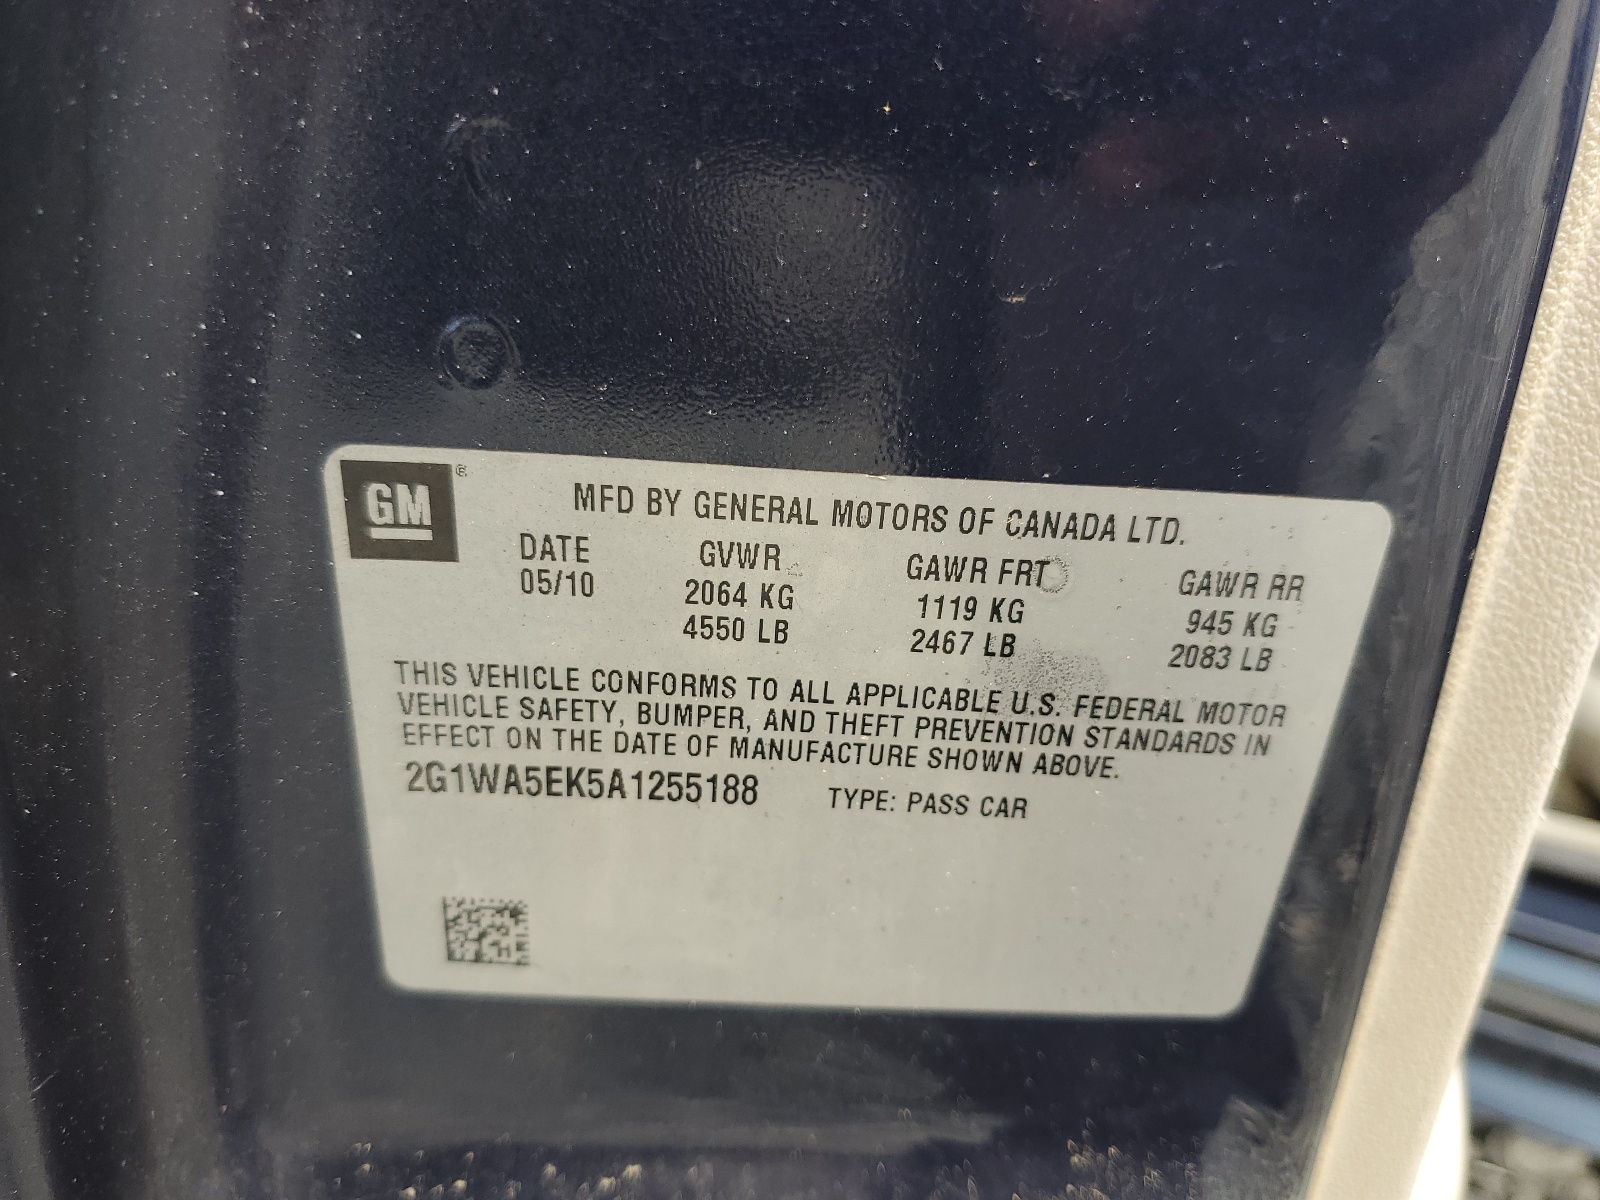 GM ®
MFD BY GENERAL MOTORS OF CANADA LTD.
DATE GVWR GAWR FRT GAWR RR
05/10 2064 KG 1119 KG 945 KG
4550 LB 2467 LB 2083 LB
THIS VEHICLE CONFORMS TO ALL APPLICABLE U.S. FEDERAL MOTOR
VEHICLE SAFETY, BUMPER, AND THEFT PREVENTION STANDARDS IN
EFFECT ON THE DATE OF MANUFACTURE SHOWN ABOVE.
2G1WA5EK5A1255188 TYPE: PASS CAR